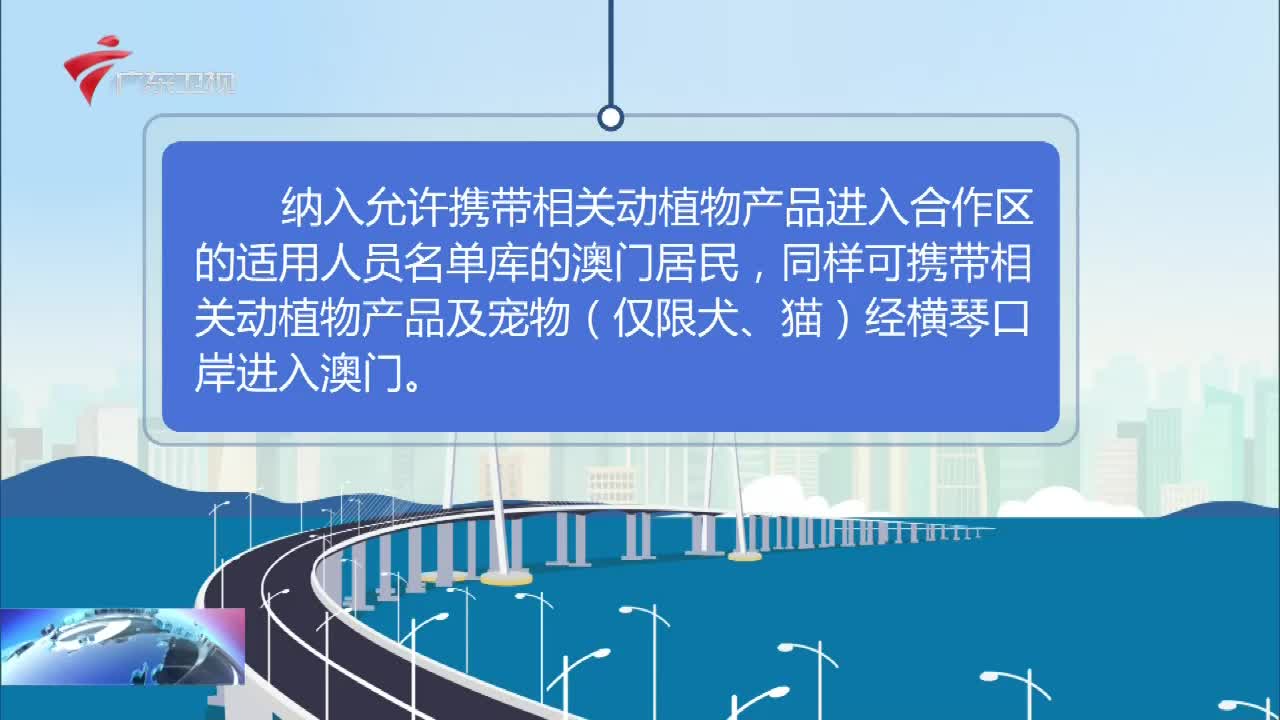 广东卫视
纳入允许携带相关动植物产品进入合作区
的适用人员名单库的澳门居民，同样可携带相
关动植物产品及宠物（仅限犬、猫）经横琴口
岸进入澳门。